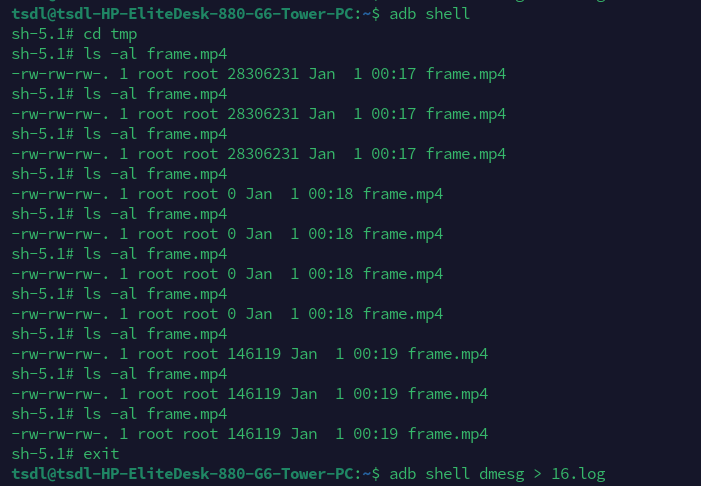 tsdl@tsdl-HP-EliteDesk-880-G6-Tower-PC:~$ adb shell
sh-5.1# cd tmp
sh-5.1# ls -al frame.mp4
-rw-rw-rw-. 1 root root 28306231 Jan  1 00:17 frame.mp4
sh-5.1# ls -al frame.mp4
-rw-rw-rw-. 1 root root 28306231 Jan  1 00:17 frame.mp4
sh-5.1# ls -al frame.mp4
-rw-rw-rw-. 1 root root 28306231 Jan  1 00:17 frame.mp4
sh-5.1# ls -al frame.mp4
-rw-rw-rw-. 1 root root 0 Jan  1 00:18 frame.mp4
sh-5.1# ls -al frame.mp4
-rw-rw-rw-. 1 root root 0 Jan  1 00:18 frame.mp4
sh-5.1# ls -al frame.mp4
-rw-rw-rw-. 1 root root 0 Jan  1 00:18 frame.mp4
sh-5.1# ls -al frame.mp4
-rw-rw-rw-. 1 root root 0 Jan  1 00:18 frame.mp4
sh-5.1# ls -al frame.mp4
-rw-rw-rw-. 1 root root 146119 Jan  1 00:19 frame.mp4
sh-5.1# ls -al frame.mp4
-rw-rw-rw-. 1 root root 146119 Jan  1 00:19 frame.mp4
sh-5.1# ls -al frame.mp4
-rw-rw-rw-. 1 root root 146119 Jan  1 00:19 frame.mp4
sh-5.1# exit
tsdl@tsdl-HP-EliteDesk-880-G6-Tower-PC:~$ adb shell dmesg > 16.log